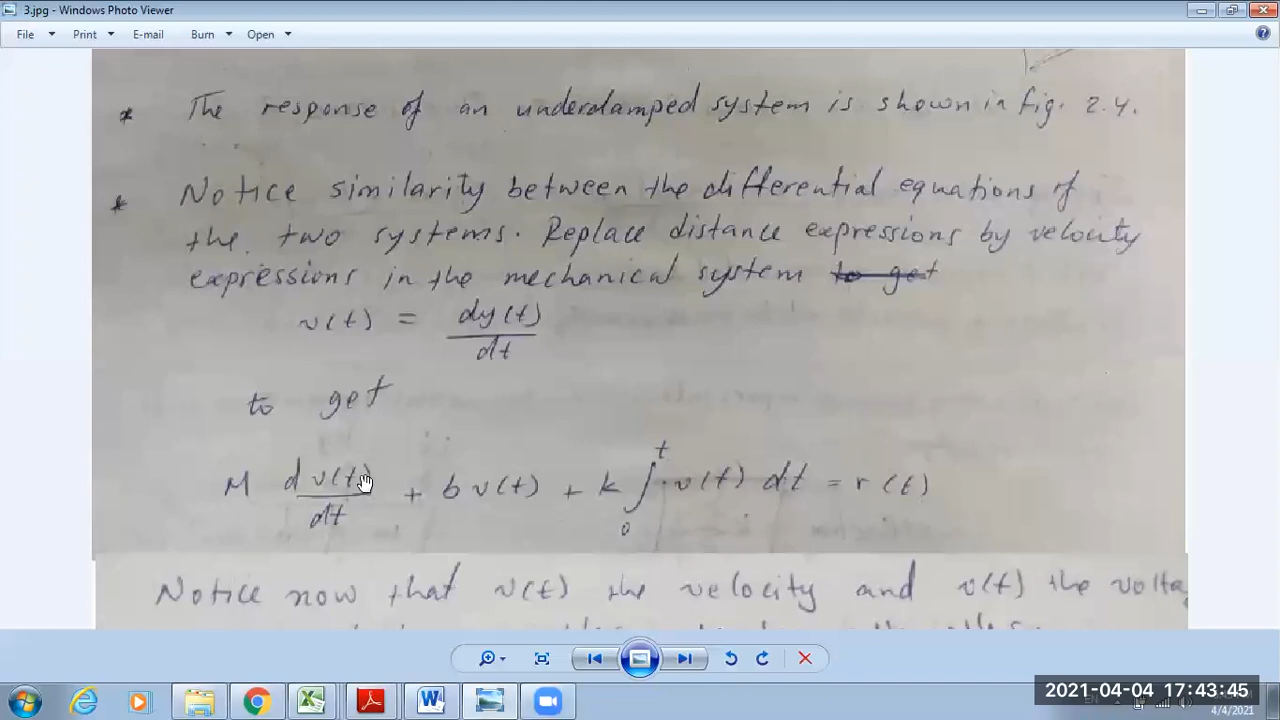 3.jpg - Windows Photo Viewer
File Print E-mail Burn Open
* The response of an underdamped system is shown in fig. 2.4.
* Notice similarity between the differential equations of
the two systems. Replace distance expressions by velocity
expressions in the mechanical system to get
v(t) = dy(t)/dt
to get
M dv(t)/dt + b v(t) + k ∫₀ᵗ v(t) dt = r(t)
Notice now that v(t) the velocity and v(t) the volta
2021-04-04 17:43:45
4/4/2021